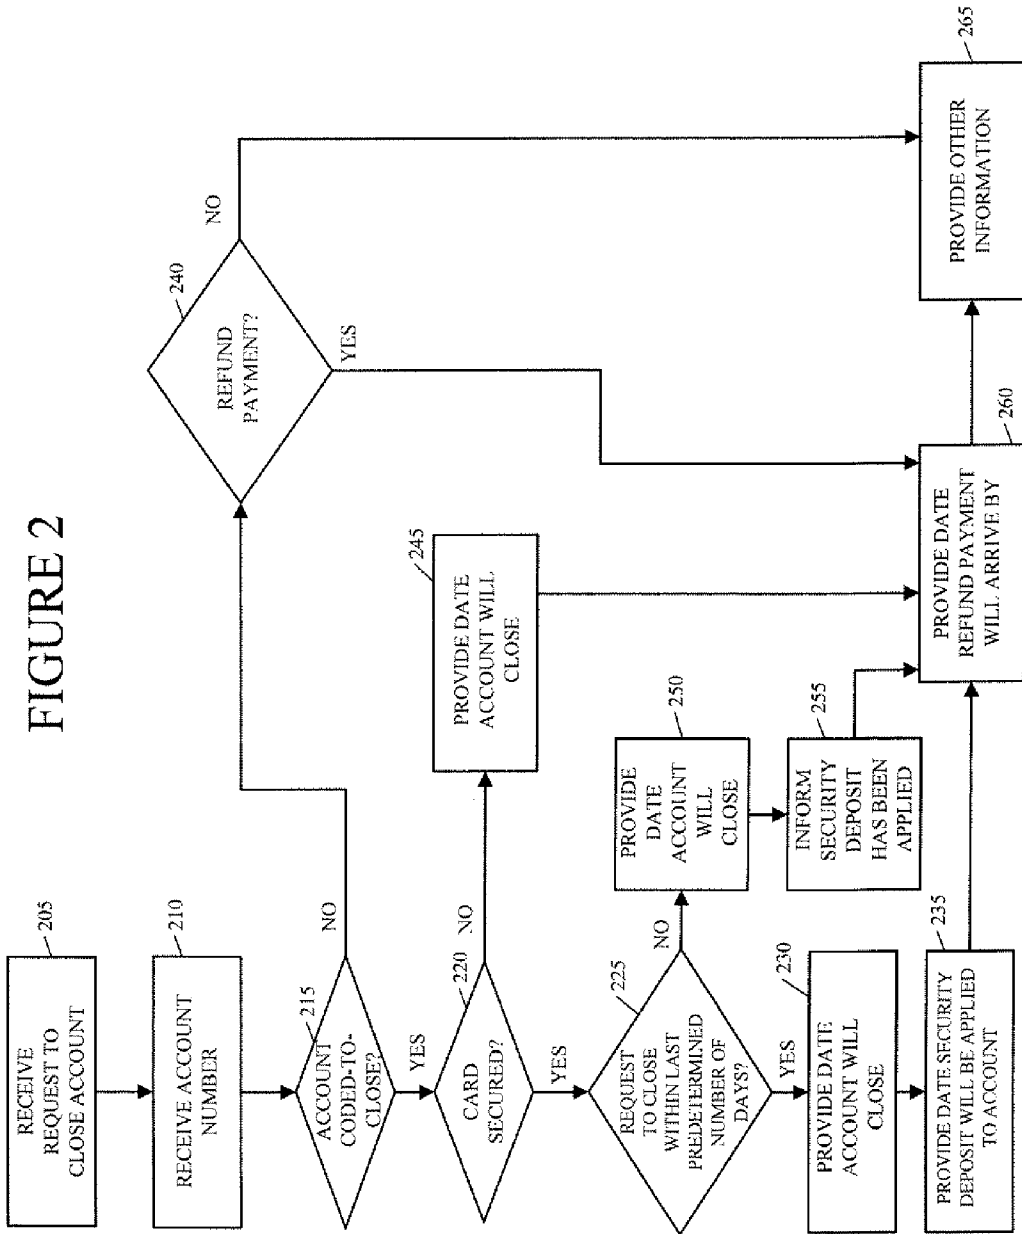 FIGURE 2
205
RECEIVE
REQUEST TO
CLOSE ACCOUNT
210
RECEIVE ACCOUNT
NUMBER
215
ACCOUNT
CODED-TO-
CLOSE?
NO
YES
240
REFUND
PAYMENT?
NO
YES
220
CARD
SECURED?
NO
YES
245
PROVIDE DATE
ACCOUNT WILL
CLOSE
225
REQUEST
TO CLOSE
WITHIN LAST
PREDETERMINED
NUMBER OF
DAYS?
NO
YES
250
PROVIDE
DATE
ACCOUNT
WILL
CLOSE
255
INFORM
SECURITY
DEPOSIT
HAS BEEN
APPLIED
230
PROVIDE DATE
ACCOUNT WILL
CLOSE
235
PROVIDE DATE SECURITY
DEPOSIT WILL BE APPLIED
TO ACCOUNT
260
PROVIDE DATE
REFUND PAYMENT
WILL ARRIVE BY
265
PROVIDE OTHER
INFORMATION